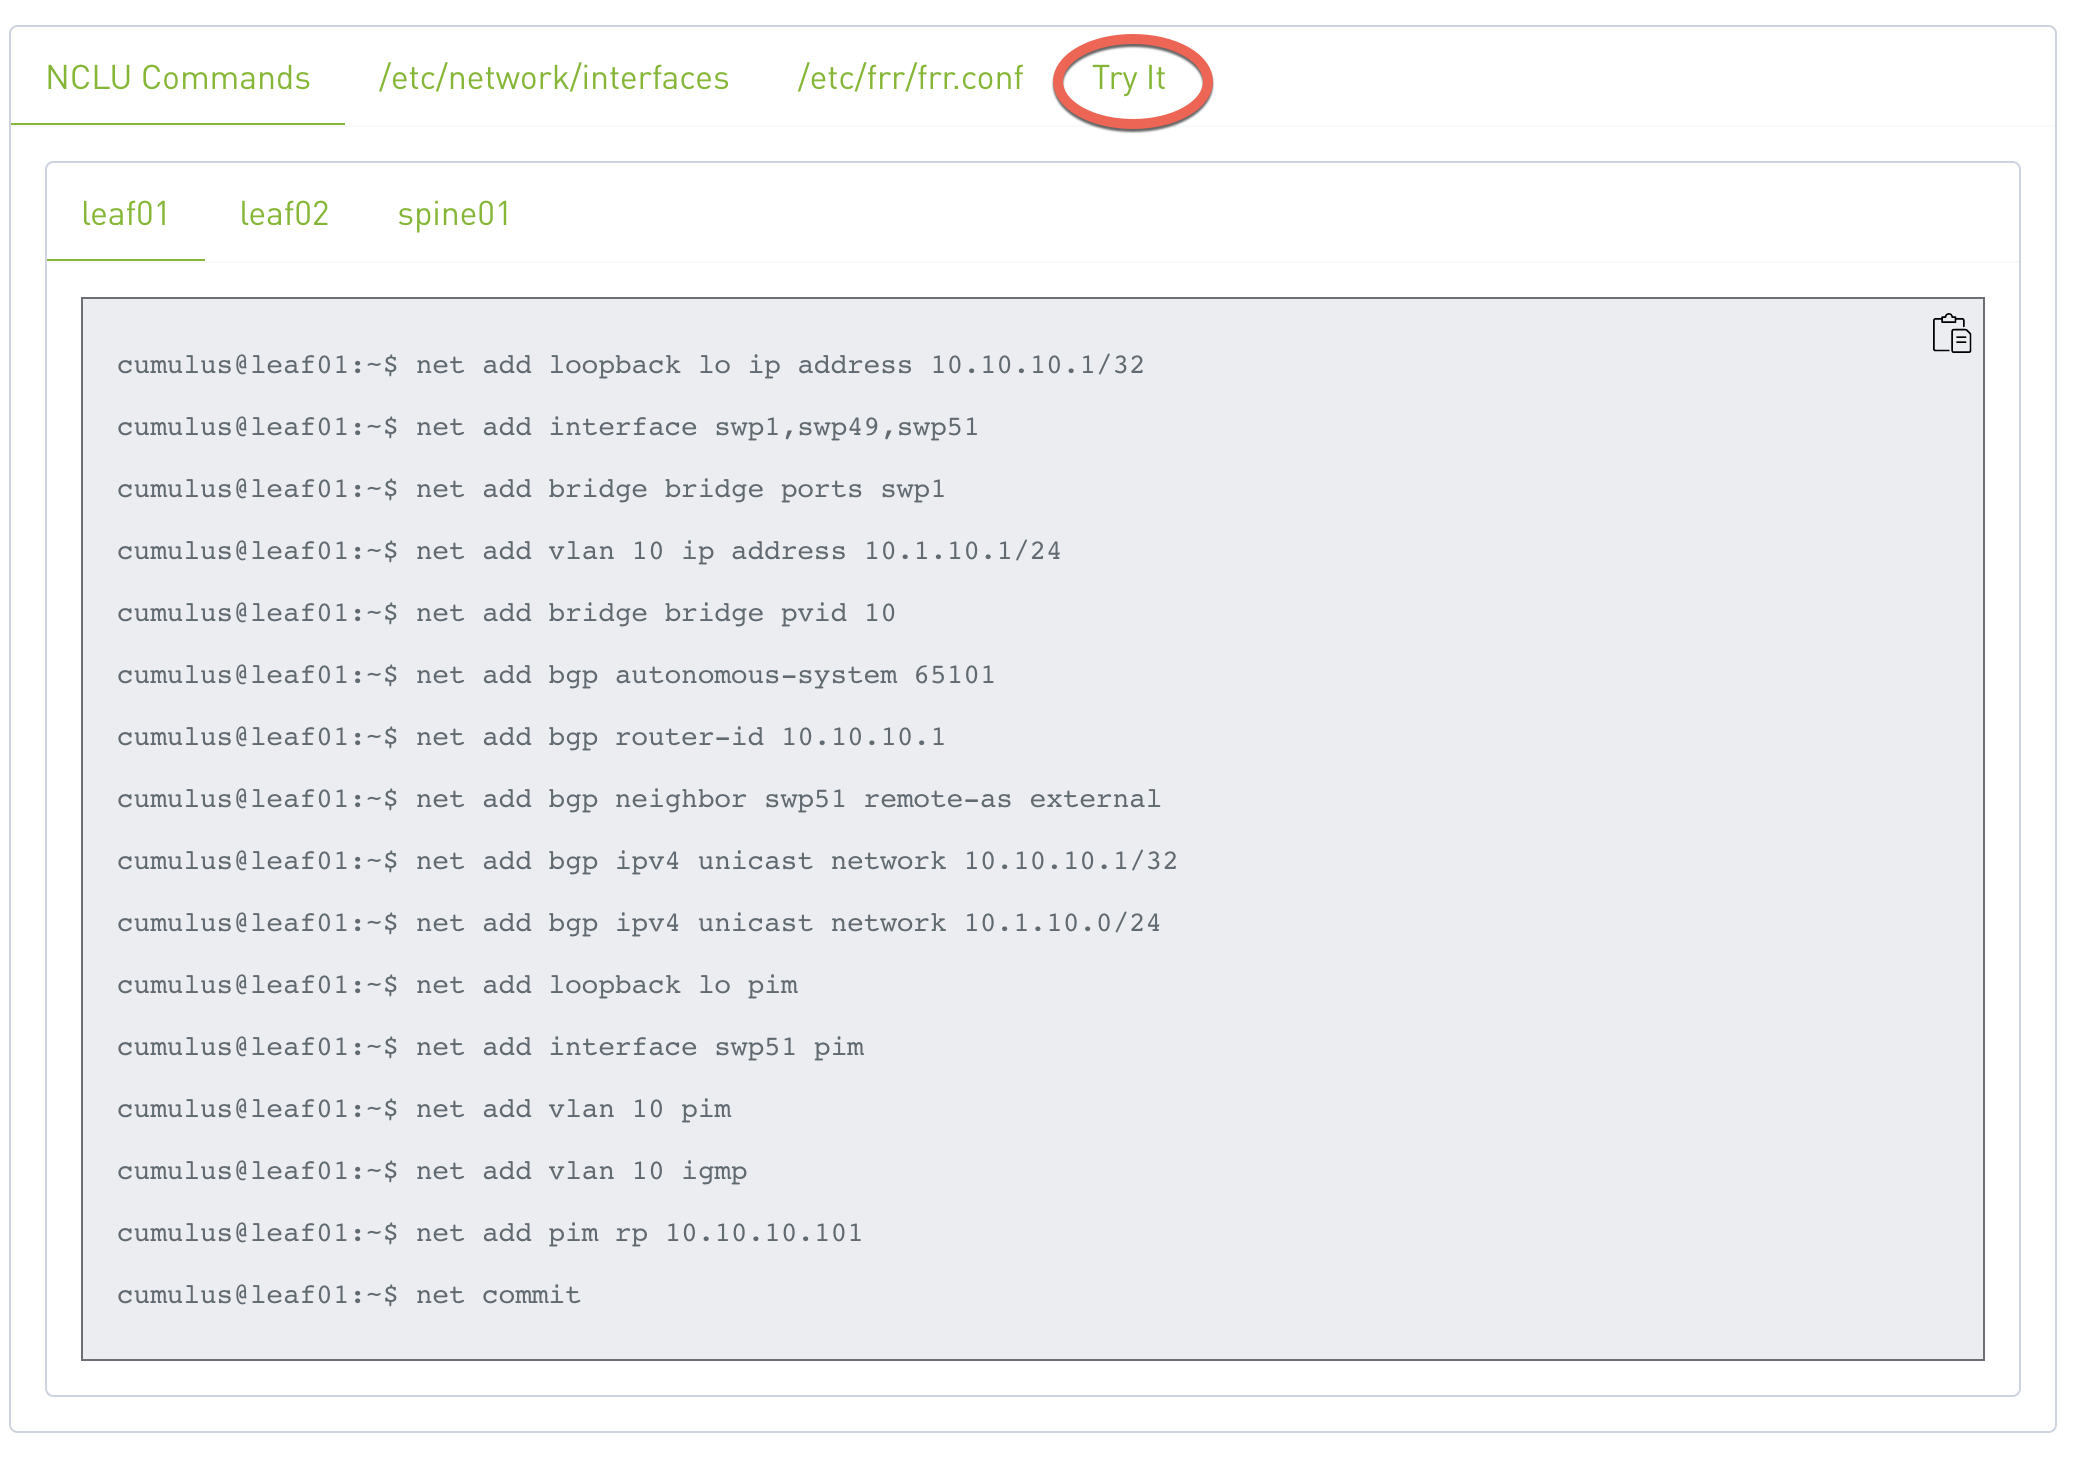 NCLU Commands /etc/network/interfaces /etc/frr/frr.conf Try It
leaf01 leaf02 spine01
cumulus@leaf01:~$ net add loopback lo ip address 10.10.10.1/32
cumulus@leaf01:~$ net add interface swp1,swp49,swp51
cumulus@leaf01:~$ net add bridge bridge ports swp1
cumulus@leaf01:~$ net add vlan 10 ip address 10.1.10.1/24
cumulus@leaf01:~$ net add bridge bridge pvid 10
cumulus@leaf01:~$ net add bgp autonomous-system 65101
cumulus@leaf01:~$ net add bgp router-id 10.10.10.1
cumulus@leaf01:~$ net add bgp neighbor swp51 remote-as external
cumulus@leaf01:~$ net add bgp ipv4 unicast network 10.10.10.1/32
cumulus@leaf01:~$ net add bgp ipv4 unicast network 10.1.10.0/24
cumulus@leaf01:~$ net add loopback lo pim
cumulus@leaf01:~$ net add interface swp51 pim
cumulus@leaf01:~$ net add vlan 10 pim
cumulus@leaf01:~$ net add vlan 10 igmp
cumulus@leaf01:~$ net add pim rp 10.10.10.101
cumulus@leaf01:~$ net commit